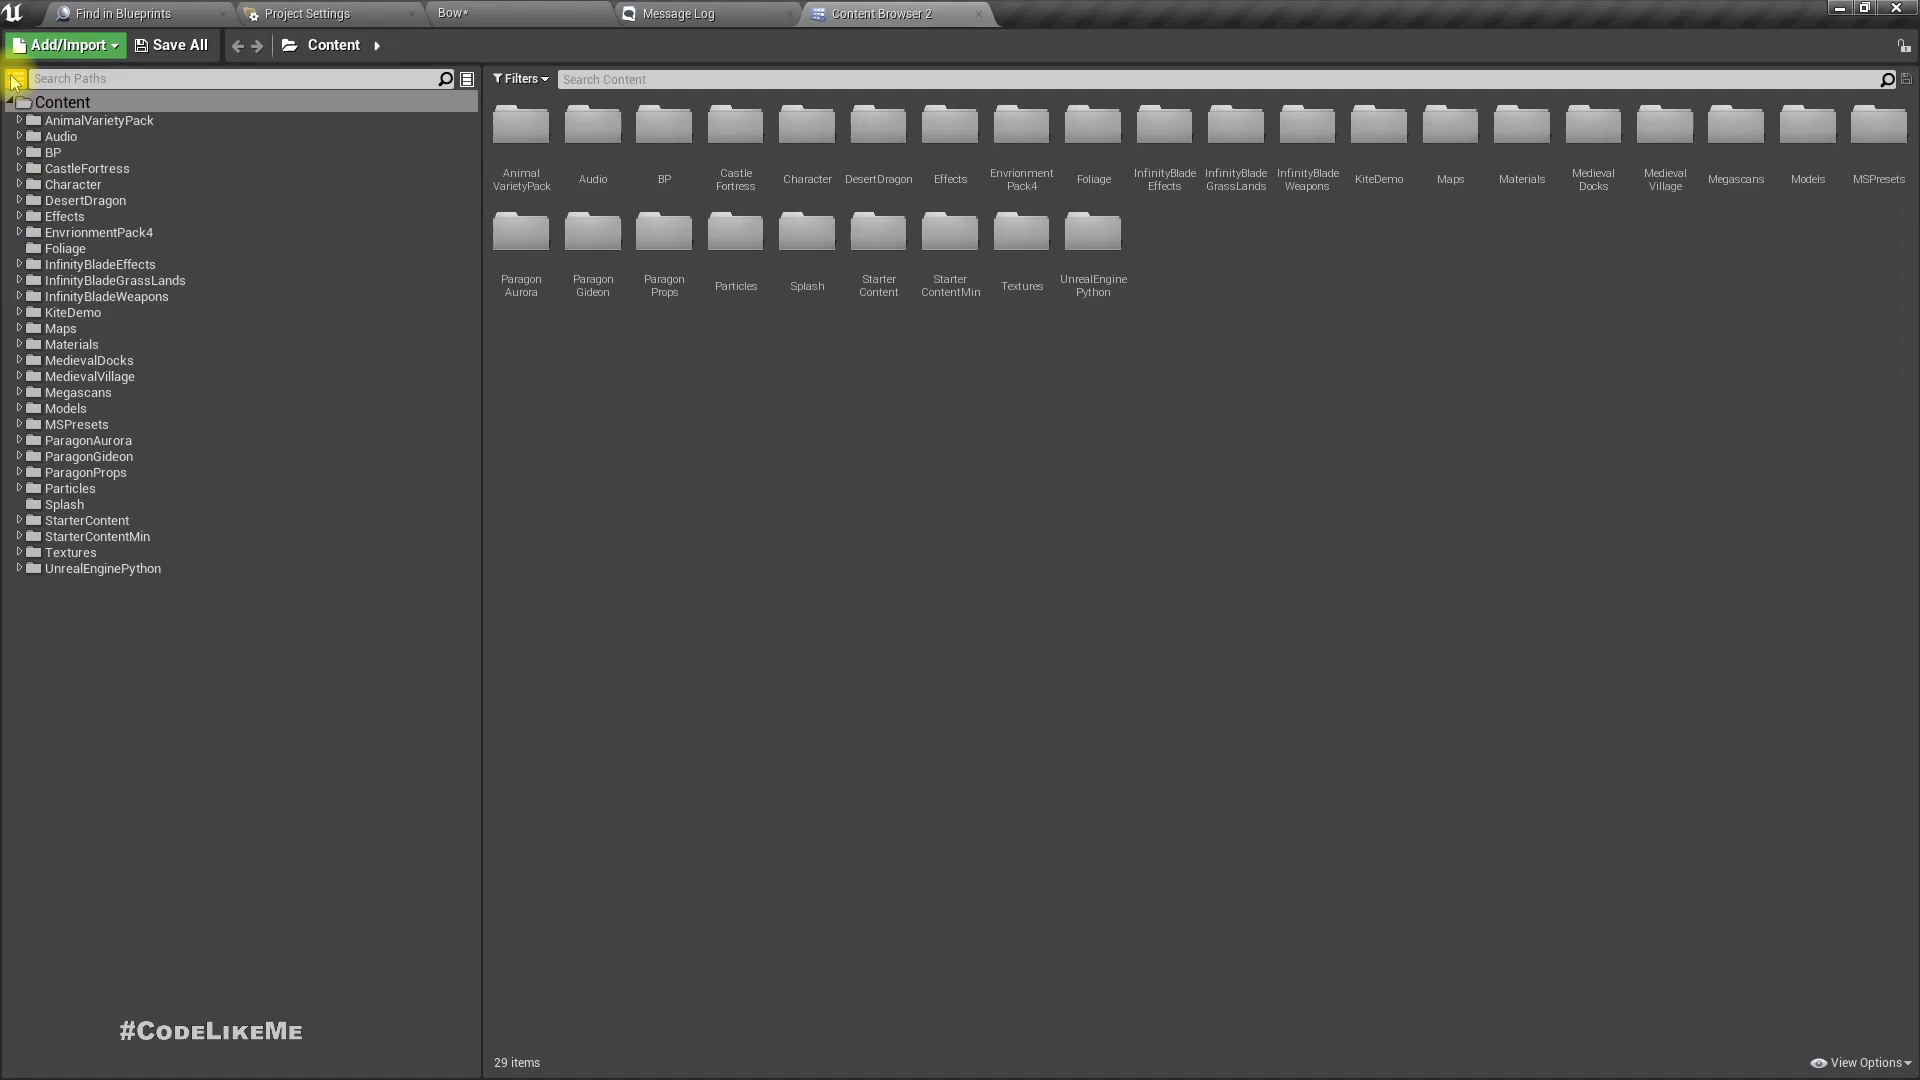 Find in Blueprints
Project Settings
Bow*
Message Log
Content Browser 2
Add/Import
Save All
Content
Search Paths
Filters
Search Content
Content
AnimalVarietyPack
Audio
BP
CastleFortress
Character
DesertDragon
Effects
EnvrionmentPack4
Foliage
InfinityBladeEffects
InfinityBladeGrassLands
InfinityBladeWeapons
KiteDemo
Maps
Materials
MedievalDocks
MedievalVillage
Megascans
Models
MSPresets
ParagonAurora
ParagonGideon
ParagonProps
Particles
Splash
StarterContent
StarterContentMin
Textures
UnrealEnginePython
Animal
VarietyPack
Audio
BP
Castle
Fortress
Character
DesertDragon
Effects
Envrionment
Pack4
Foliage
InfinityBlade
Effects
InfinityBlade
GrassLands
InfinityBlade
Weapons
KiteDemo
Maps
Materials
Medieval
Docks
Medieval
Village
Megascans
Models
MSPresets
Paragon
Aurora
Paragon
Gideon
Paragon
Props
Particles
Splash
Starter
Content
Starter
ContentMin
Textures
UnrealEngine
Python
#CodeLikeMe
29 items
View Options